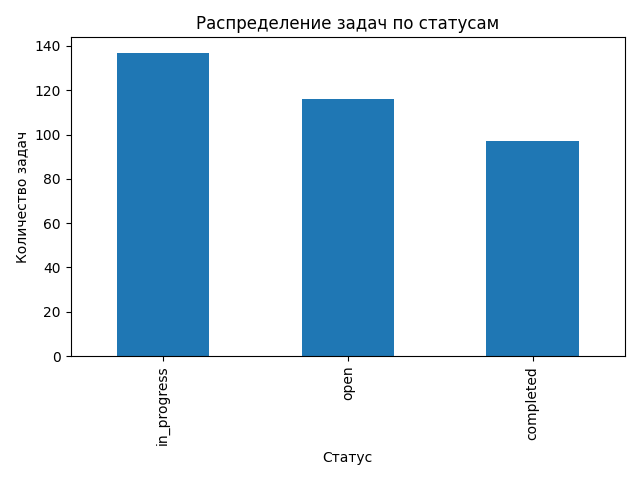 Распределение задач по статусам
Количество задач
140
120
100
80
60
40
20
0
in_progress
open
completed
Статус